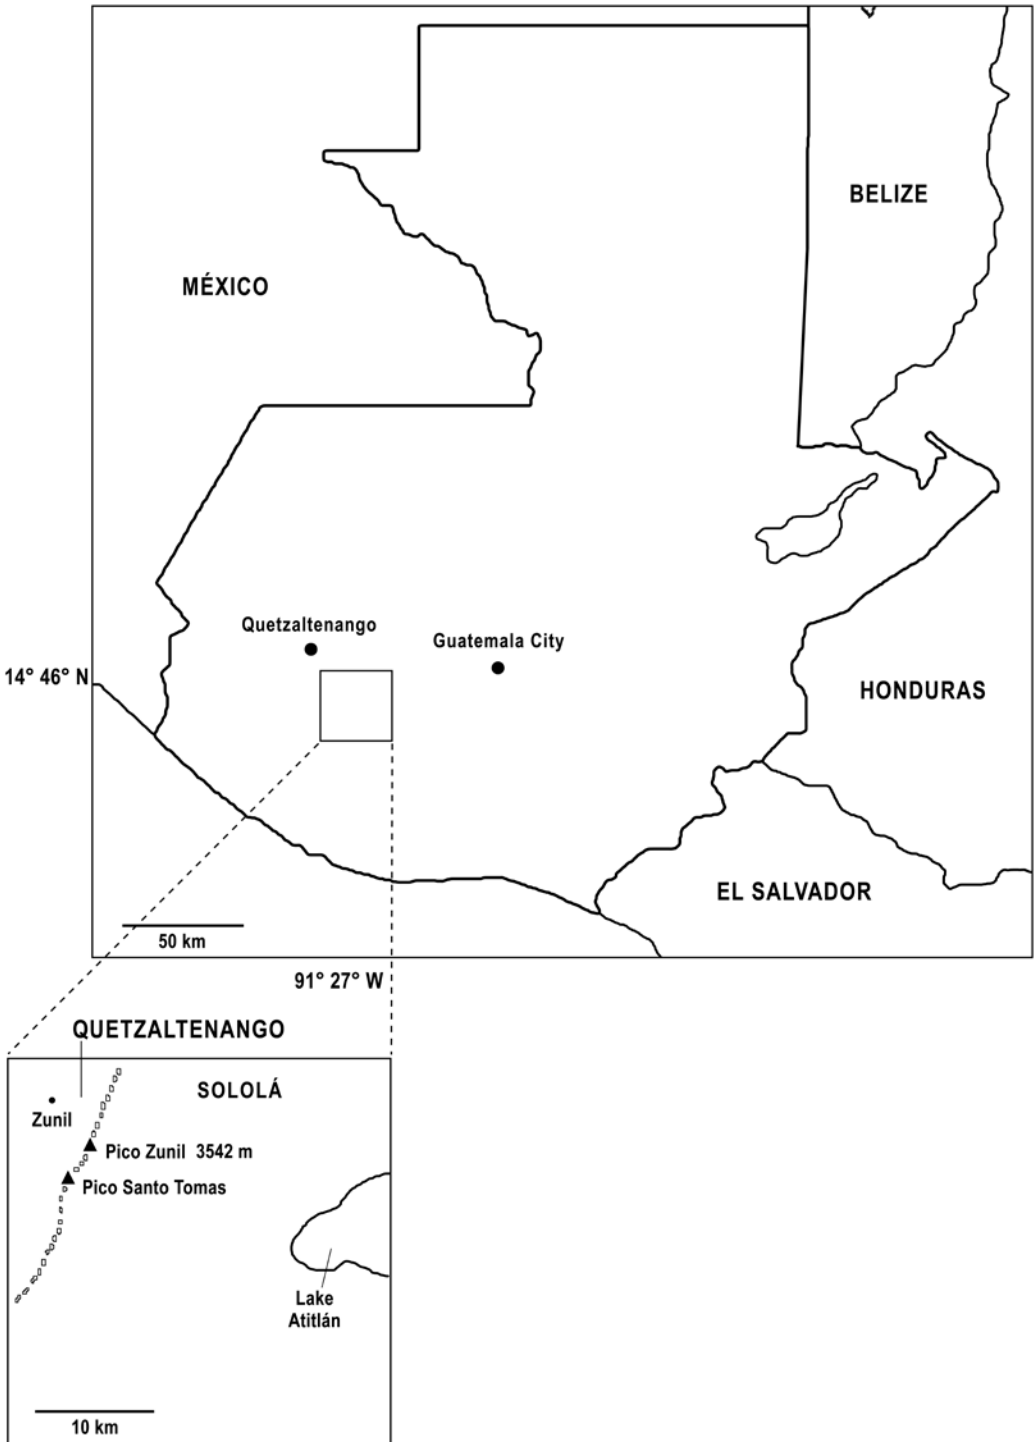 BELIZE
MÉXICO
Quetzaltenango
Guatemala City
14° 46° N
HONDURAS
EL SALVADOR
50 km
91° 27° W
QUETZALTENANGO
SOLOLÁ
Zunil
Pico Zunil 3542 m
Pico Santo Tomas
Lake
Atitlán
10 km